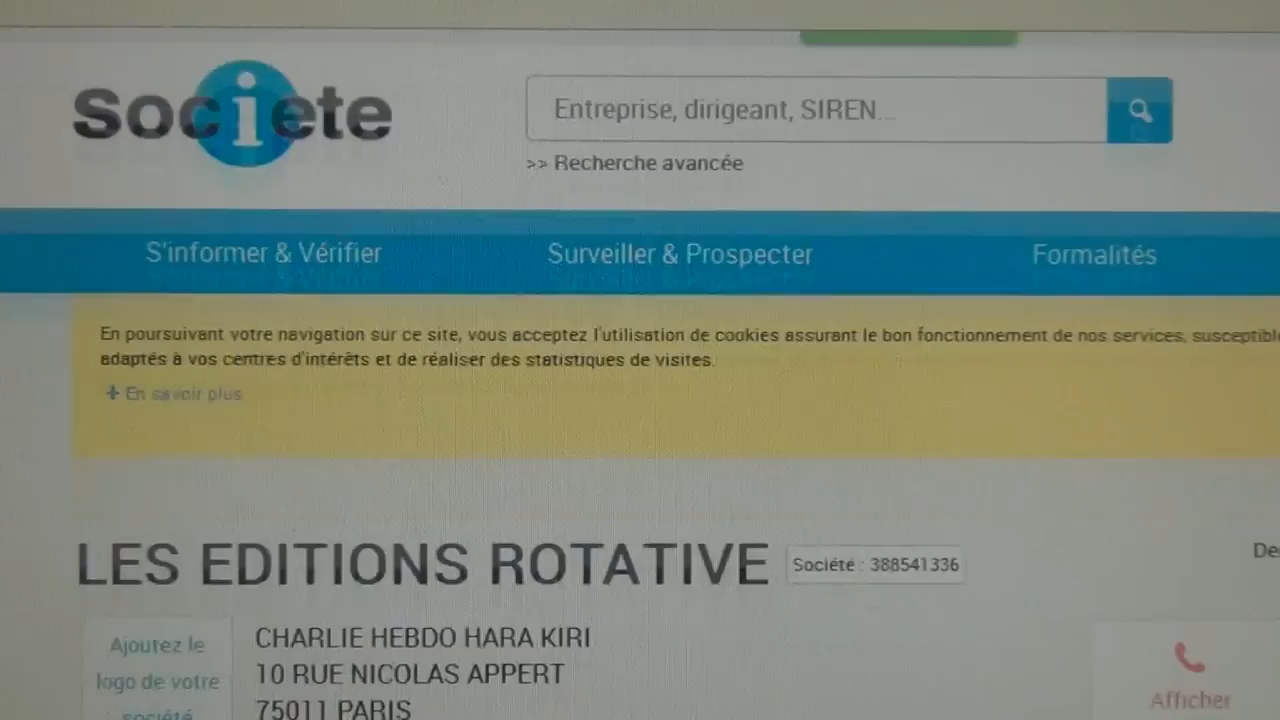 societe
Entreprise, dirigeant, SIREN...
>> Recherche avancée
S'informer & Vérifier
Surveiller & Prospecter
Formalités
En poursuivant votre navigation sur ce site, vous acceptez l'utilisation de cookies assurant le bon fonctionnement de nos services, susceptible
adaptés à vos centres d'intérêts et de réaliser des statistiques de visites.
+ En savoir plus
LES EDITIONS ROTATIVE
Société : 388541336
De
Ajoutez le
logo de votre
société
CHARLIE HEBDO HARA KIRI
10 RUE NICOLAS APPERT
75011 PARIS
Afficher